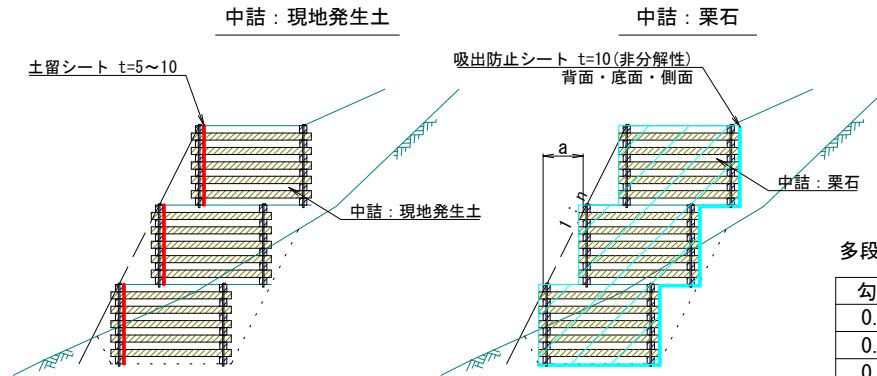 中詰：現地発生土
中詰：栗石
土留シート t=5～10
吸出防止シート t=10(非分解性)
背面・底面・側面
a
中詰：栗石
中詰：現地発生土
1：n
多段
勾
0.
0.
0.